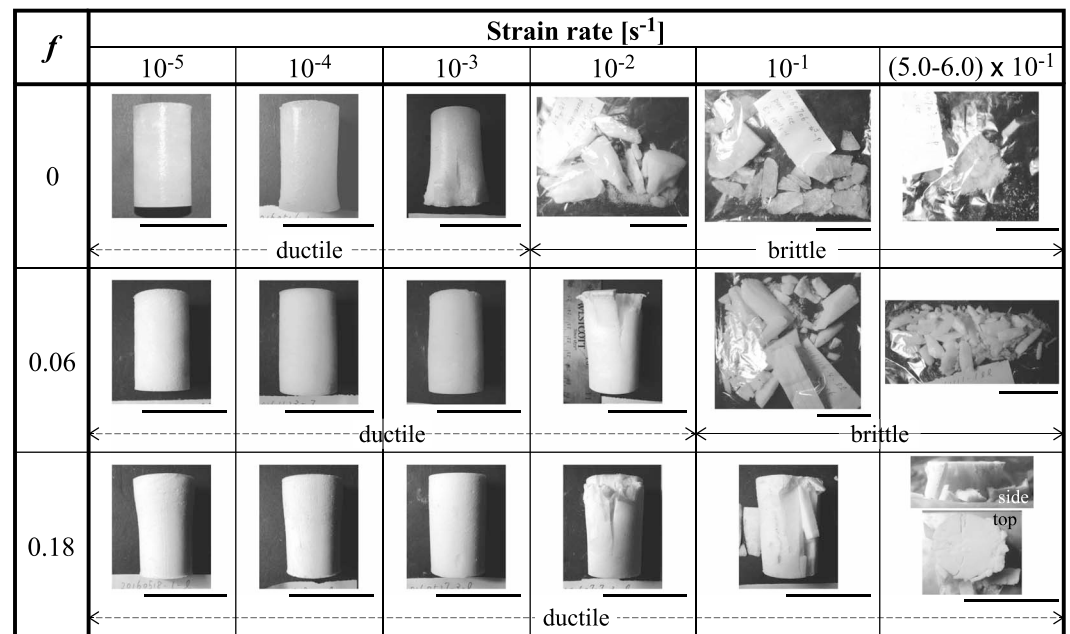 f
Strain rate [s-1]
10-5 10-4 10-3 10-2 10-1 (5.0-6.0) x 10-1
0
ductile brittle
0.06
WESTCOTT
ductile brittle
0.18
side
top
ductile